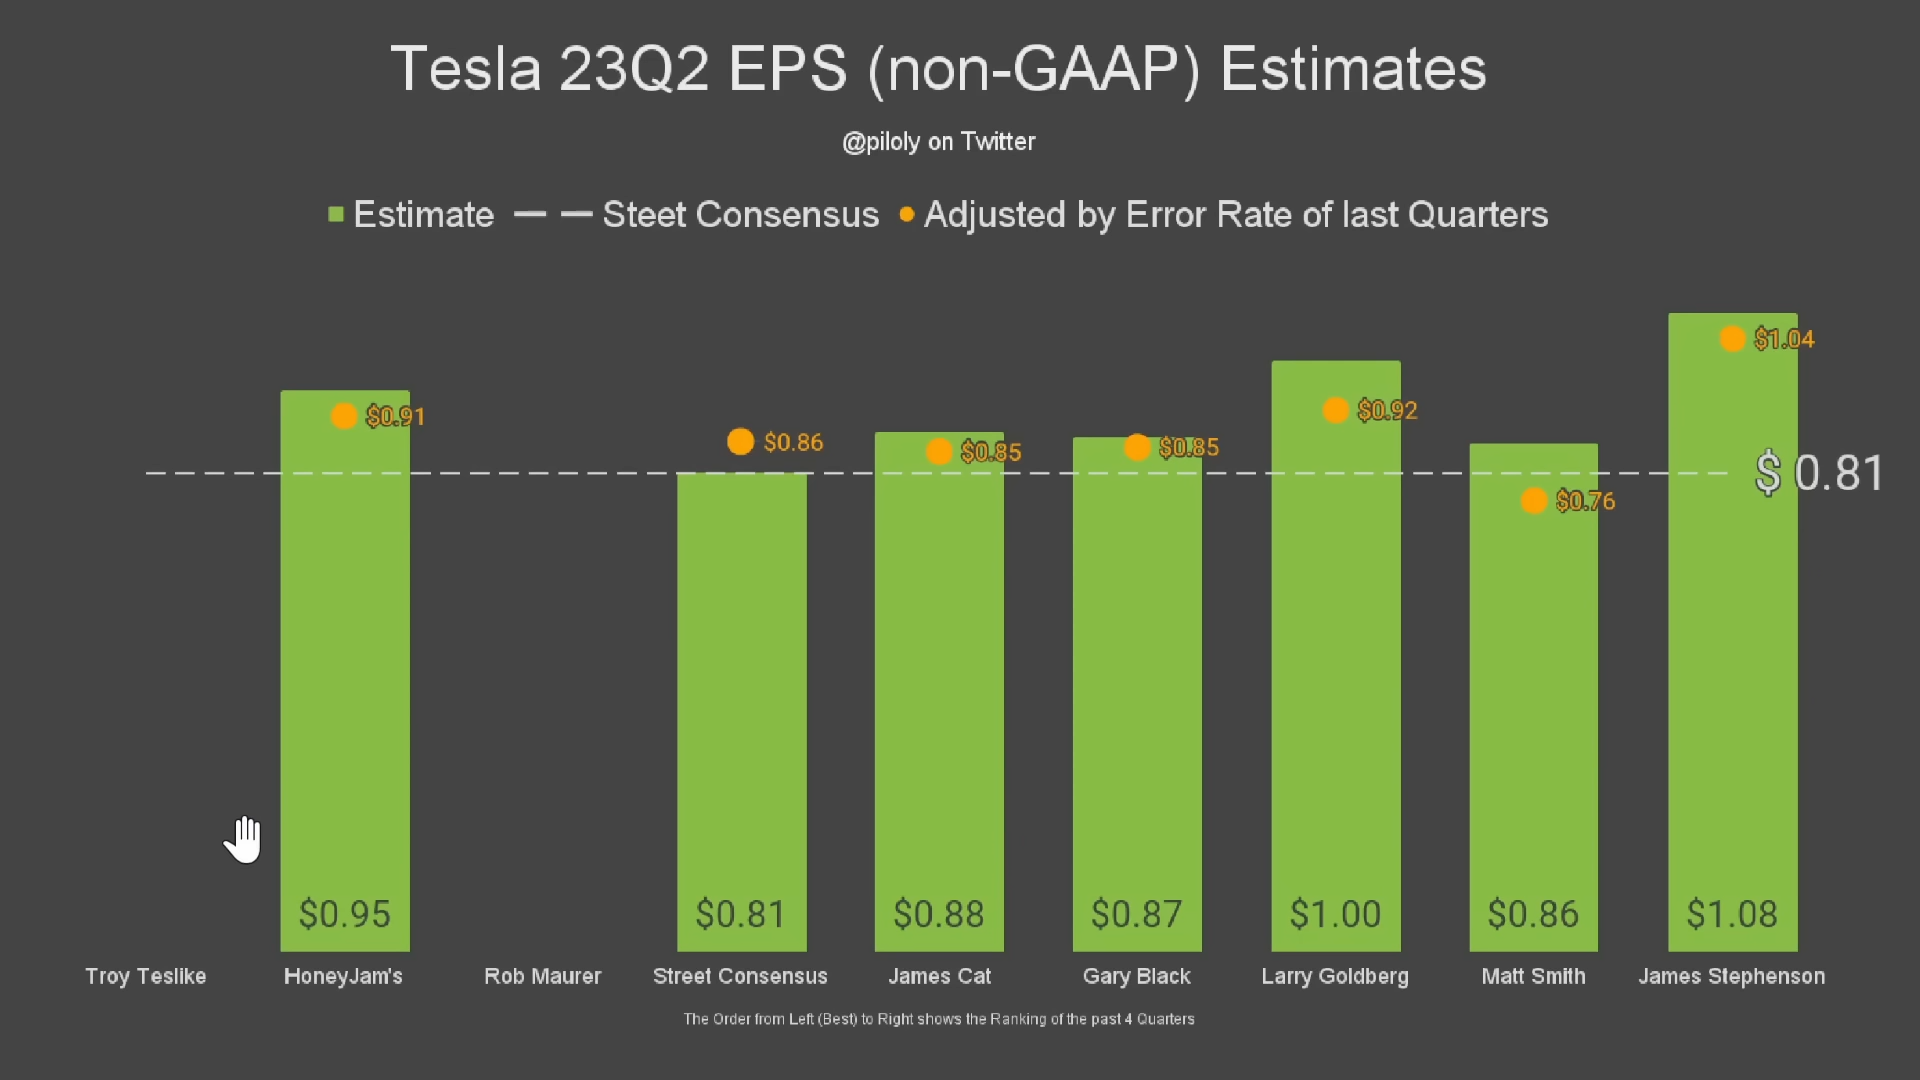 Tesla 23Q2 EPS (non-GAAP) Estimates
@piloly on Twitter
Estimate Steet Consensus Adjusted by Error Rate of last Quarters
$1.04
$0.91
$0.86
$0.85
$0.85
$0.92
$0.76
$ 0.81
$0.95 $0.81 $0.88 $0.87 $1.00 $0.86 $1.08
Troy Teslike HoneyJam's Rob Maurer Street Consensus James Cat Gary Black Larry Goldberg Matt Smith James Stephenson
The Order from Left (Best) to Right shows the Ranking of the past 4 Quarters